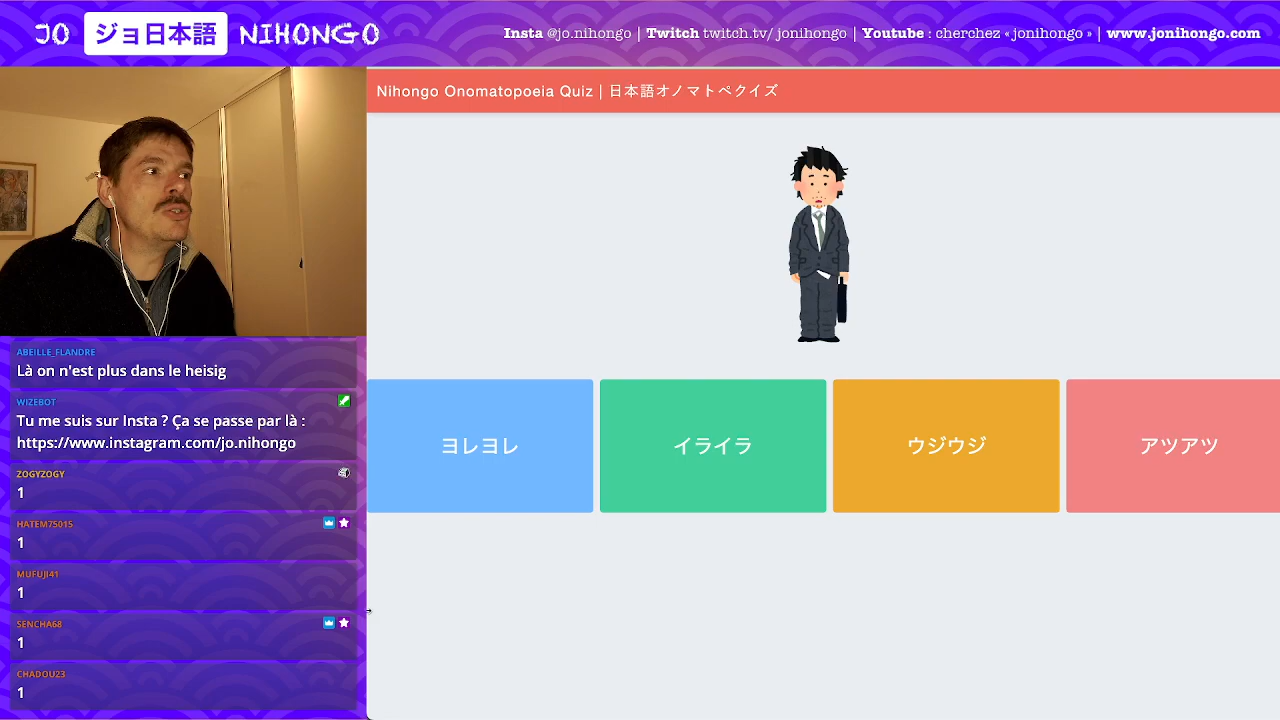 JO ジョ日本語 NIHONGO
Insta @jo.nihongo | Twitch twitch.tv/jonihongo | Youtube : cherchez « jonihongo » | www.jonihongo.com
Nihongo Onomatopoeia Quiz | 日本語オノマトペクイズ
ヨレヨレ
イライラ
ウジウジ
アツアツ
ABEILLE_FLANDRE
Là on n'est plus dans le heisig
WIZEBOT
Tu me suis sur Insta ? Ça se passe par là :
https://www.instagram.com/jo.nihongo
ZOGYZOGY
1
HATEM75015
1
MUFUJI41
1
SENCHA68
1
CHADOU23
1